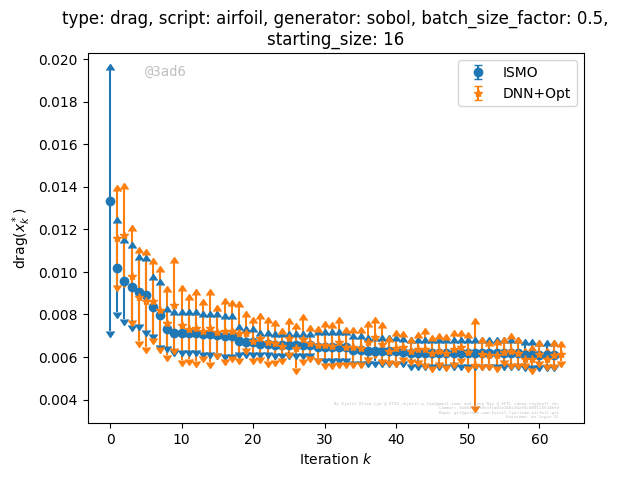 type: drag, script: airfoil, generator: sobol, batch_size_factor: 0.5,
starting_size: 16
@3ad6
ISMO
DNN+Opt
0.020
0.018
0.016
0.014
0.012
0.010
0.008
0.006
0.004
drag(x*_k)
0 10 20 30 40 50 60
Iteration k